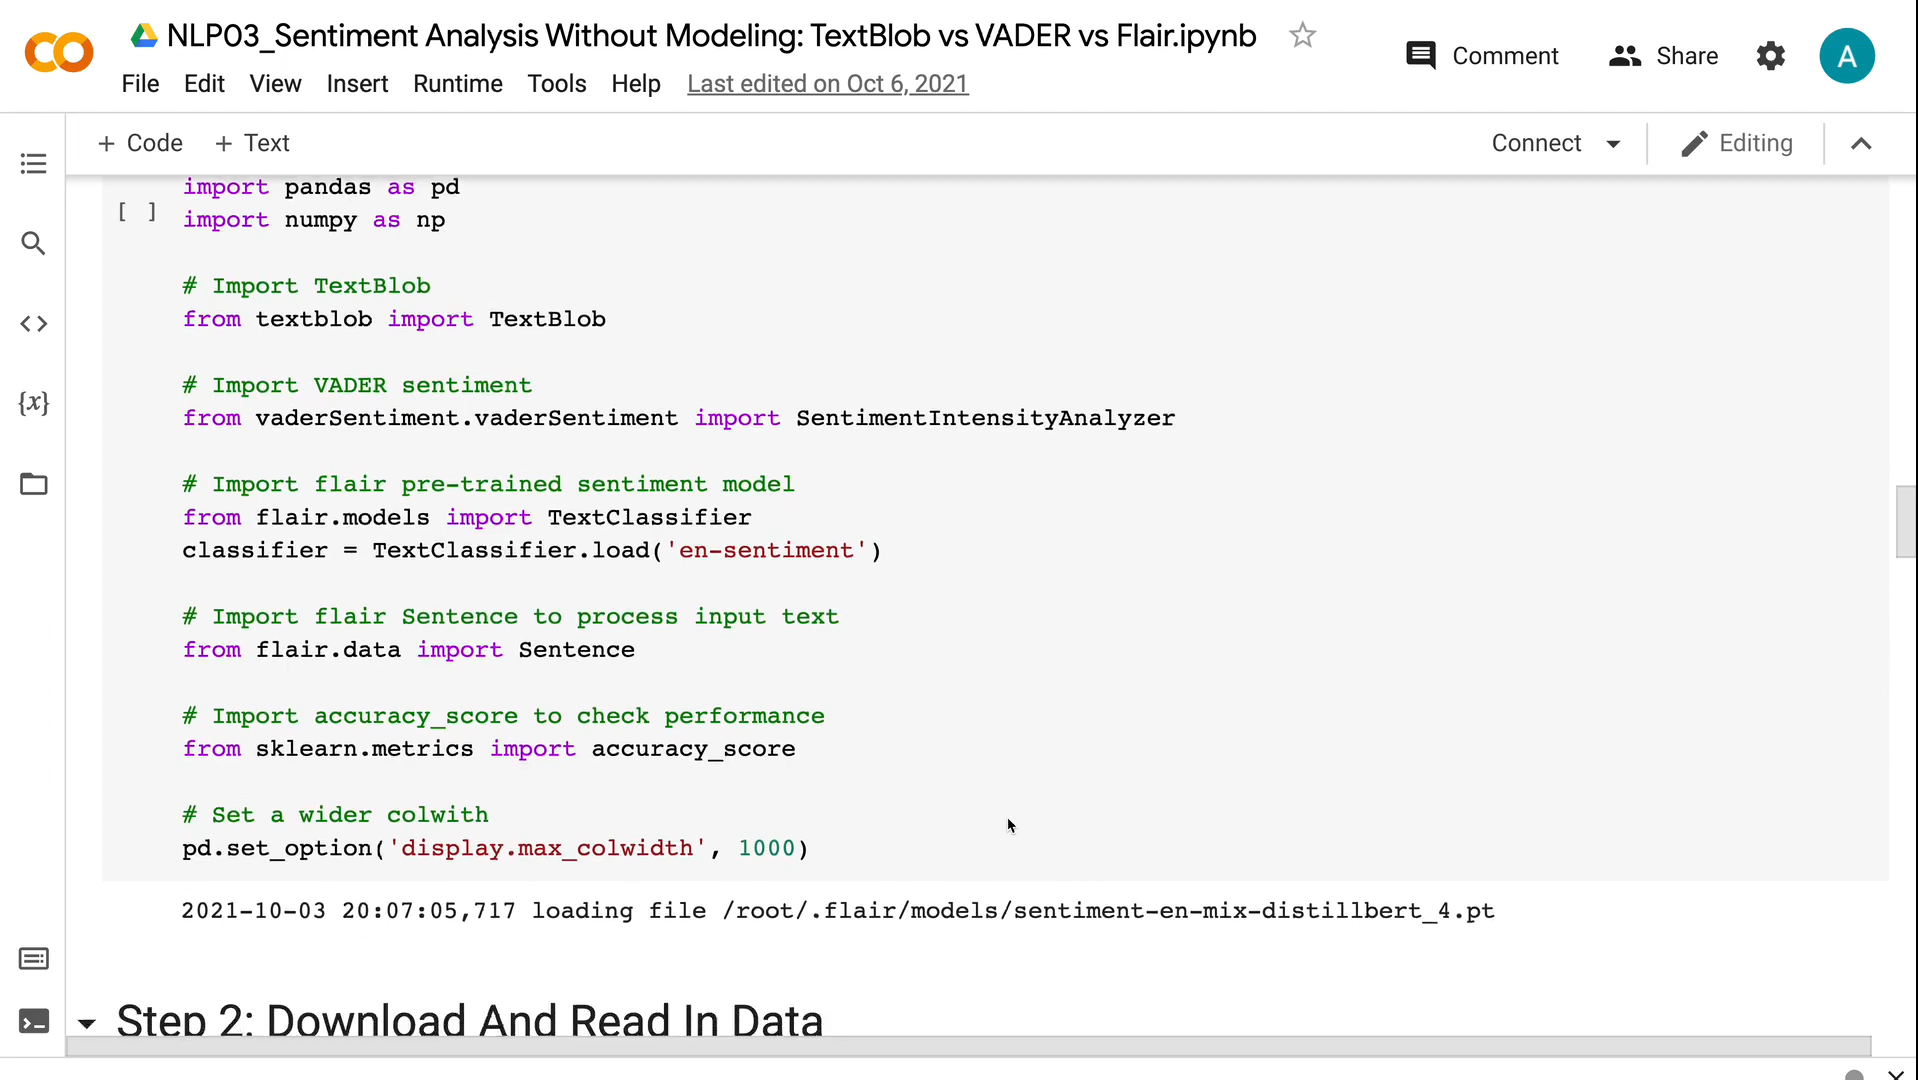 NLP03_Sentiment Analysis Without Modeling: TextBlob vs VADER vs Flair.ipynb
Comment
Share
A
File Edit View Insert Runtime Tools Help Last edited on Oct 6, 2021
+ Code + Text
Connect
Editing
import pandas as pd
[ ]
import numpy as np
# Import TextBlob
from textblob import TextBlob
# Import VADER sentiment
from vaderSentiment.vaderSentiment import SentimentIntensityAnalyzer
# Import flair pre-trained sentiment model
from flair.models import TextClassifier
classifier = TextClassifier.load('en-sentiment')
# Import flair Sentence to process input text
from flair.data import Sentence
# Import accuracy_score to check performance
from sklearn.metrics import accuracy_score
# Set a wider colwith
pd.set_option('display.max_colwidth', 1000)
2021-10-03 20:07:05,717 loading file /root/.flair/models/sentiment-en-mix-distillbert_4.pt
Step 2: Download And Read In Data